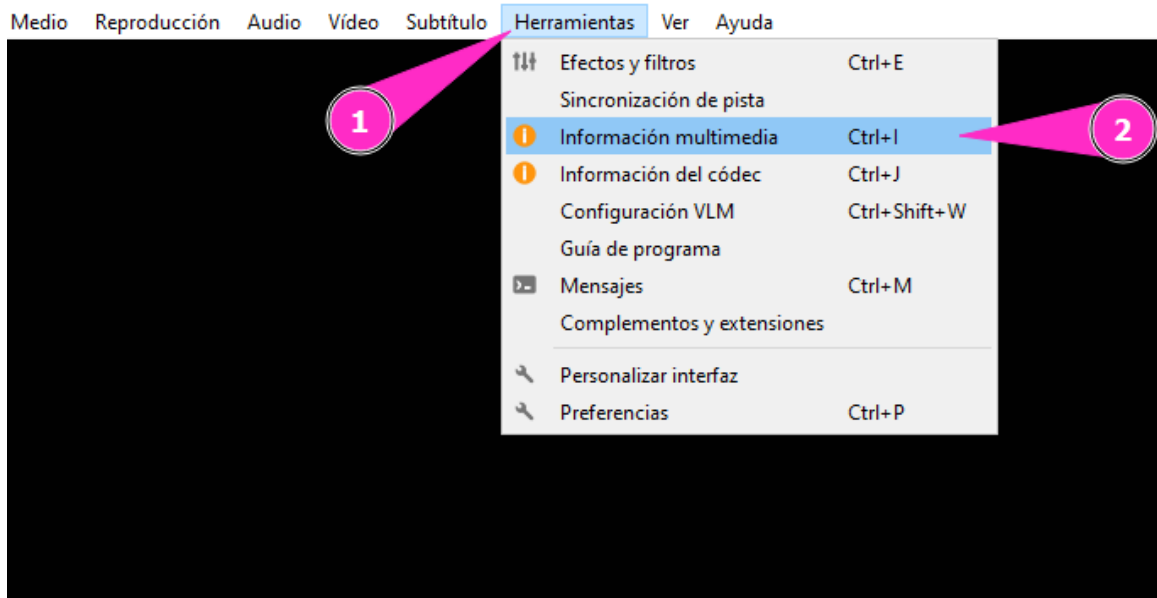 Medio Reproducción Audio Vídeo Subtítulo Herramientas Ver Ayuda
Efectos y filtros Ctrl+E
Sincronización de pista
Información multimedia Ctrl+I
Información del códec Ctrl+J
Configuración VLM Ctrl+Shift+W
Guía de programa
Mensajes Ctrl+M
Complementos y extensiones
Personalizar interfaz
Preferencias Ctrl+P
1
2